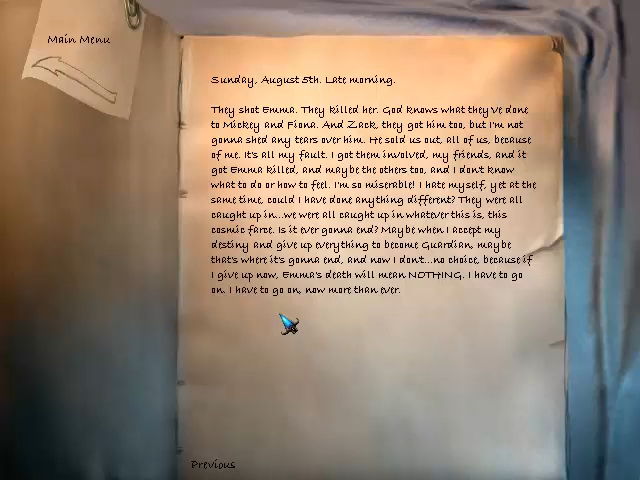 Main Menu
Sunday, August 5th. Late morning.
They shot Emma. They killed her. God knows what they've done
to Mickey and Fiona. And Zack, they got him too, but I'm not
gonna shed any tears over him. He sold us out, all of us, because
of me. It's all my fault. I got them involved, my friends, and it
got Emma killed, and maybe the others too, and I don't know
what to do or how to feel. I'm so miserable! I hate myself, yet at the
same time, could I have done anything different? They were all
caught up in...we were all caught up in whatever this is, this
cosmic farce. Is it ever gonna end? Maybe when I accept my
destiny and give up everything to become Guardian, maybe
that's where it's gonna end, and now I don't...no choice, because if
I give up now, Emma's death will mean NOTHING. I have to go
on. I have to go on, now more than ever.
Previous